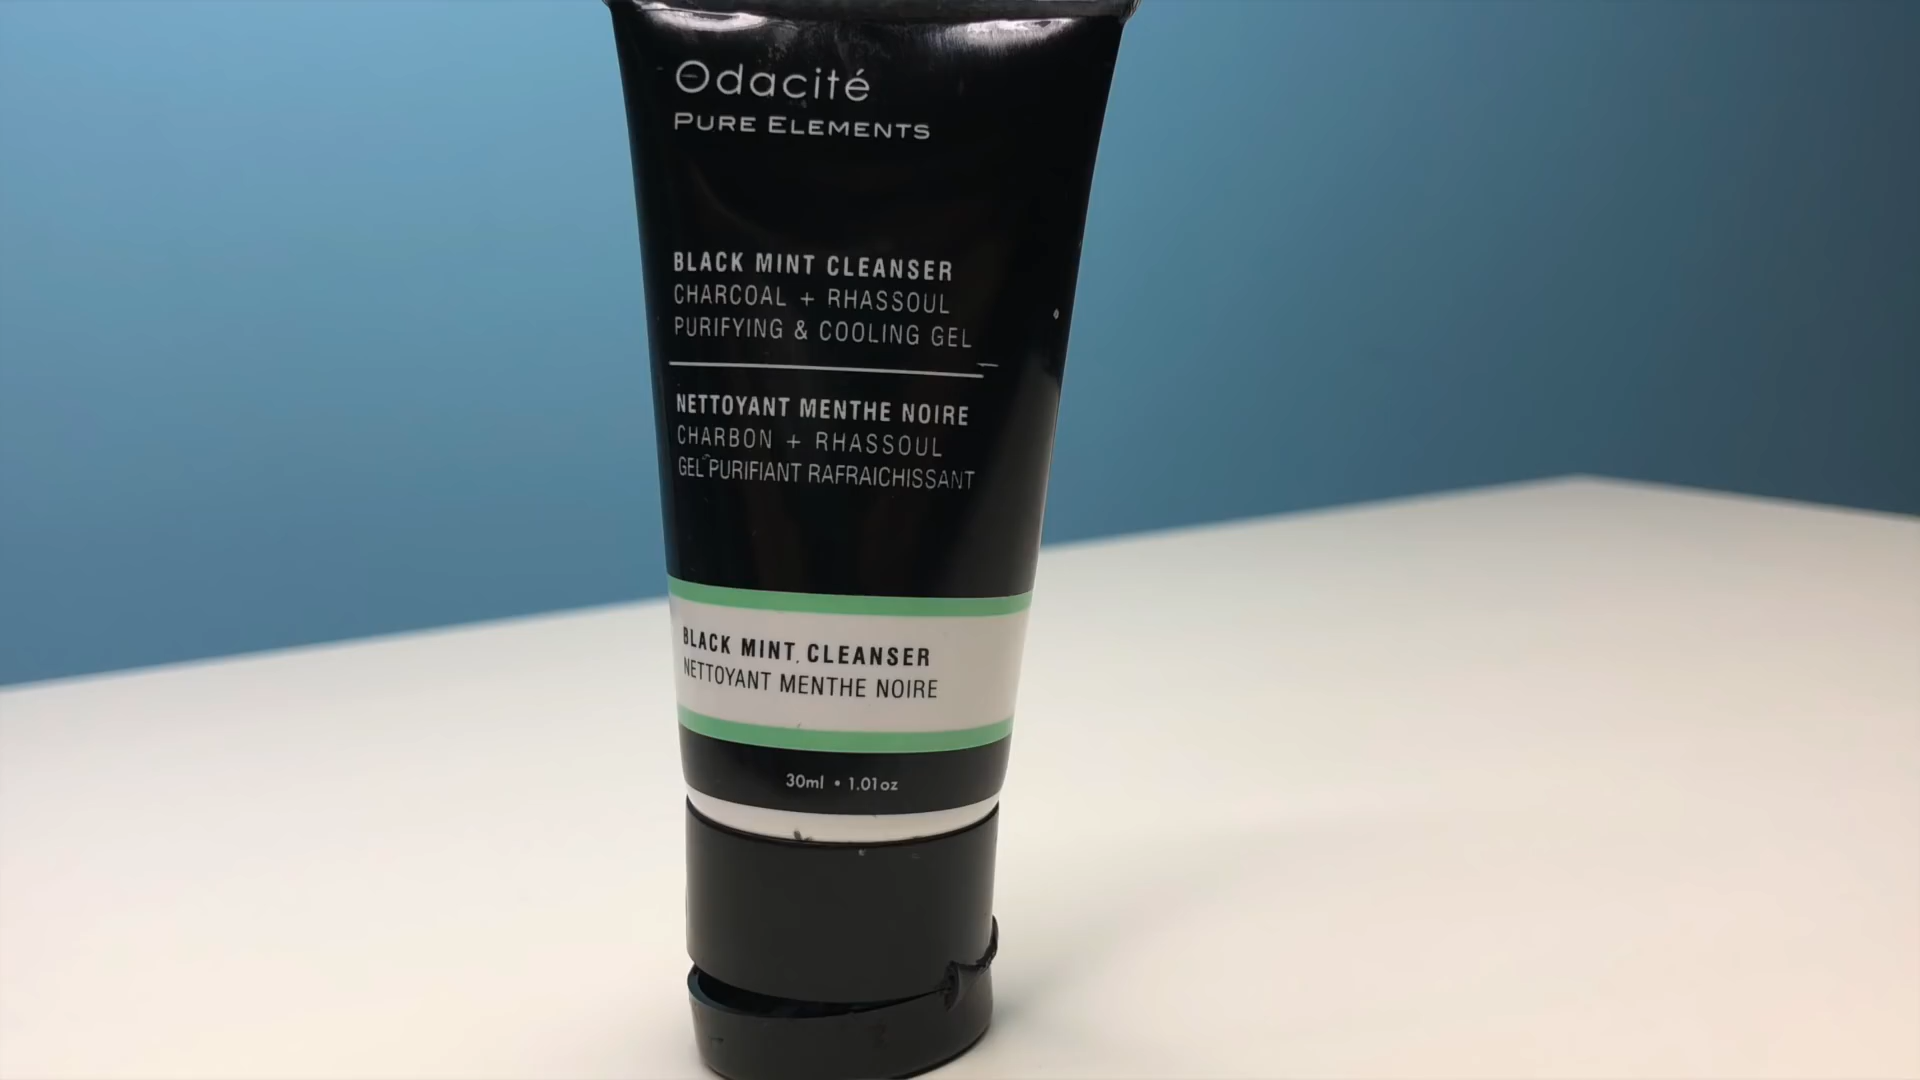 Odacité
PURE ELEMENTS
BLACK MINT CLEANSER
CHARCOAL + RHASSOUL
PURIFYING & COOLING GEL
NETTOYANT MENTHE NOIRE
CHARBON + RHASSOUL
GEL PURIFIANT RAFRAICHISSANT
BLACK MINT CLEANSER
NETTOYANT MENTHE NOIRE
30ml • 1.01oz